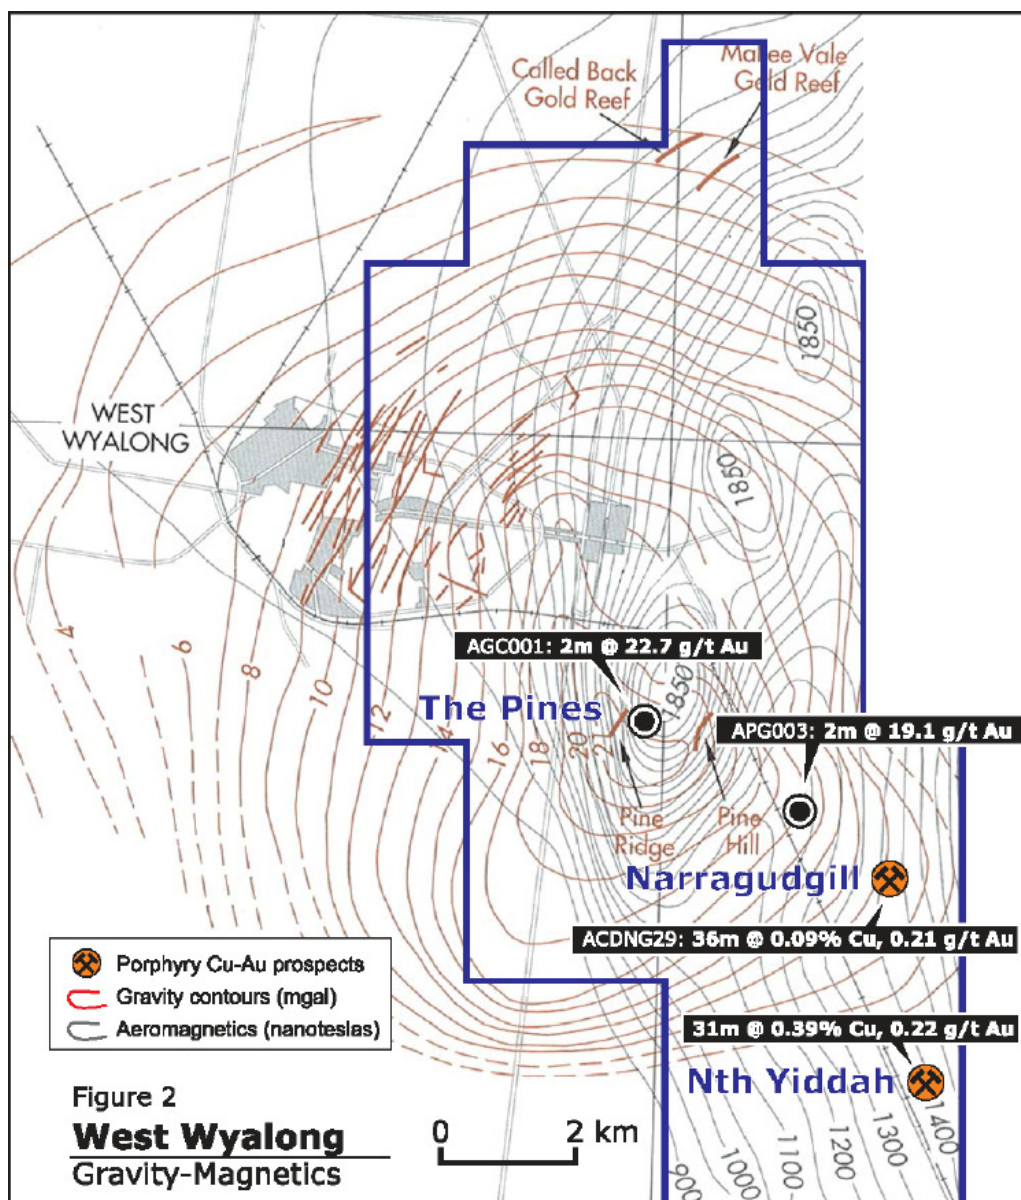 Called Back
Gold Reef
Mallee Vale
Gold Reef
1850
WEST
WYALONG
1850
AGC001: 2m @ 22.7 g/t Au
4
6
8
10
12
14
16
18
20
1850
The Pines
APG003: 2m @ 19.1 g/t Au
Pine
Ridge
Pine
Hill
Narragudgill
ACDNG29: 36m @ 0.09% Cu, 0.21 g/t Au
Porphyry Cu-Au prospects
Gravity contours (mgal)
Aeromagnetics (nanoteslas)
31m @ 0.39% Cu, 0.22 g/t Au
Nth Yiddah
Figure 2
West Wyalong
Gravity-Magnetics
0 2 km
900
1000
1100
1200
1300
1400